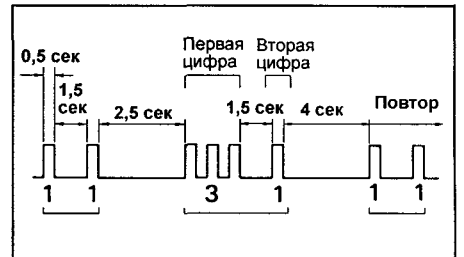 Первая
цифра
Вторая
цифра
0,5 сек
1,5
сек
2,5 сек
1,5 сек
4 сек
Повтор
1 1 3 1 1 1